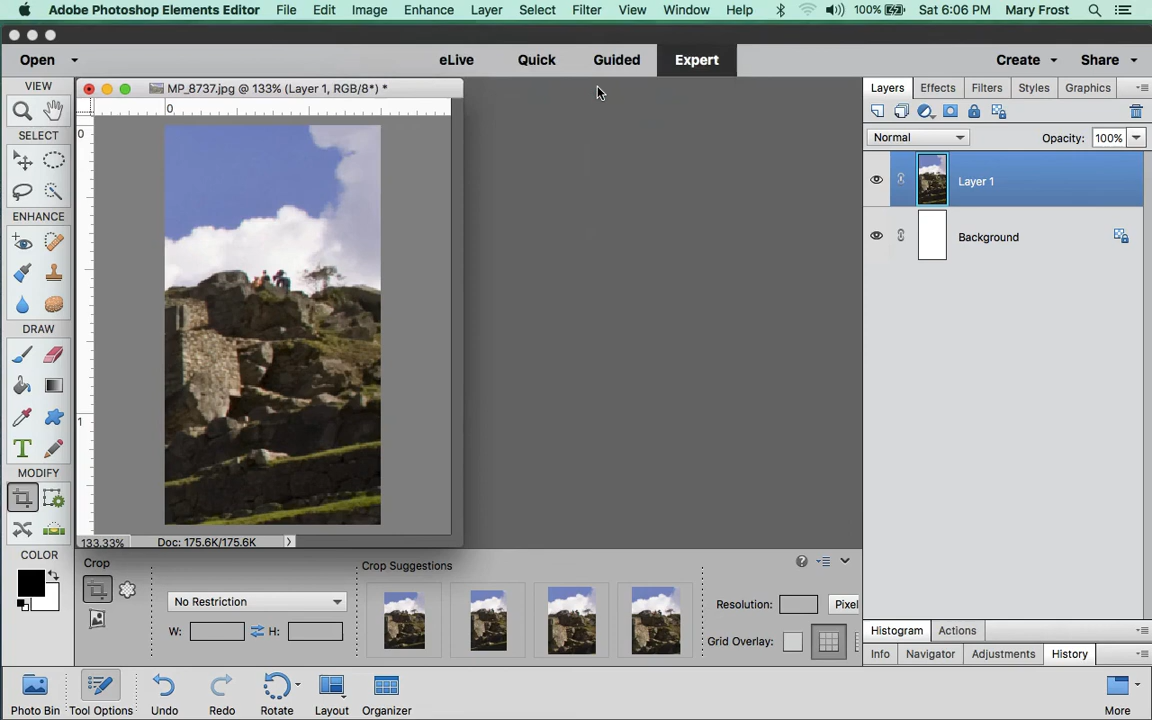 Adobe Photoshop Elements Editor File Edit Image Enhance Layer Select Filter View Window Help 100% Sat 6:06 PM Mary Frost
Open eLive Quick Guided Expert Create Share
VIEW
MP_8737.jpg @ 133% (Layer 1, RGB/8*) *
Layers Effects Filters Styles Graphics
0
0
1
SELECT
Normal Opacity: 100%
Layer 1
ENHANCE
Background
DRAW
T
MODIFY
133.33% Doc: 175.6K/175.6K
COLOR
Crop
Crop Suggestions
No Restriction
Resolution: Pixel
W: H:
Grid Overlay:
Histogram Actions
Info Navigator Adjustments History
Photo Bin Tool Options Undo Redo Rotate Layout Organizer More